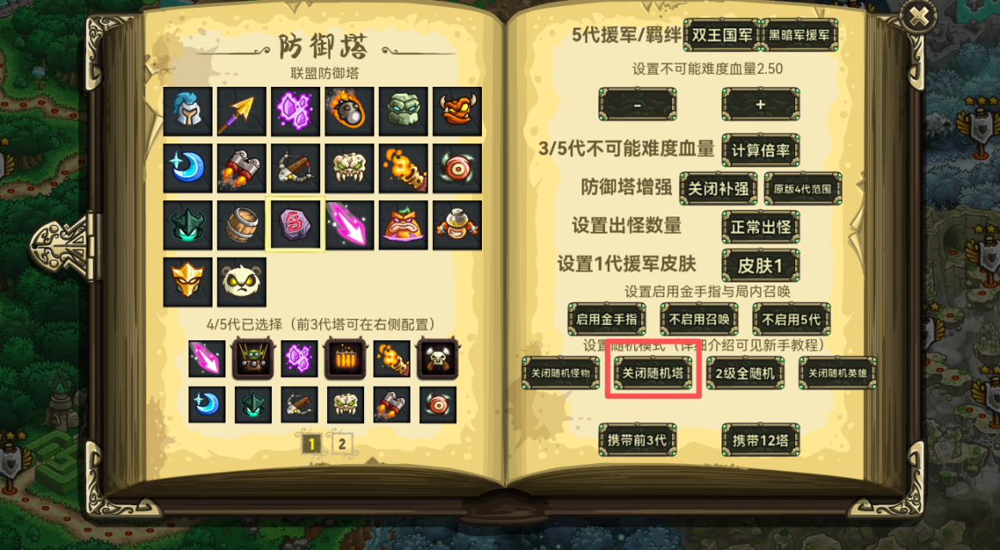 防御塔
联盟防御塔
4/5代已选择（前3代塔可在右侧配置）
1 2
5代援军/羁绊 双王国军 黑暗军援军
设置不可能难度血量2.50
- +
3/5代不可能难度血量 计算倍率
防御塔增强 关闭补强 原版4代范围
设置出怪数量 正常出怪
设置1代援军皮肤 皮肤1
设置启用金手指与局内召唤
启用金手指 不启用召唤 不启用5代
设置随机模式（详细介绍可见新手教程）
关闭随机怪物 关闭随机塔 2级全随机 关闭随机英雄
携带前3代 携带12塔